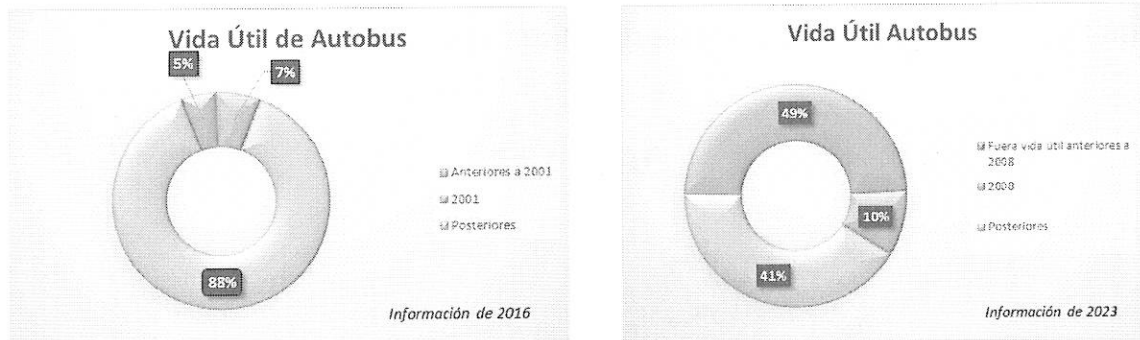 Vida Útil de Autobus
5%
7%
88%
Anteriores a 2001
2001
Posteriores
Información de 2016
Vida Útil Autobus
49%
10%
41%
Fuera vida útil anteriores a
2008
2008
Posteriores
Información de 2023